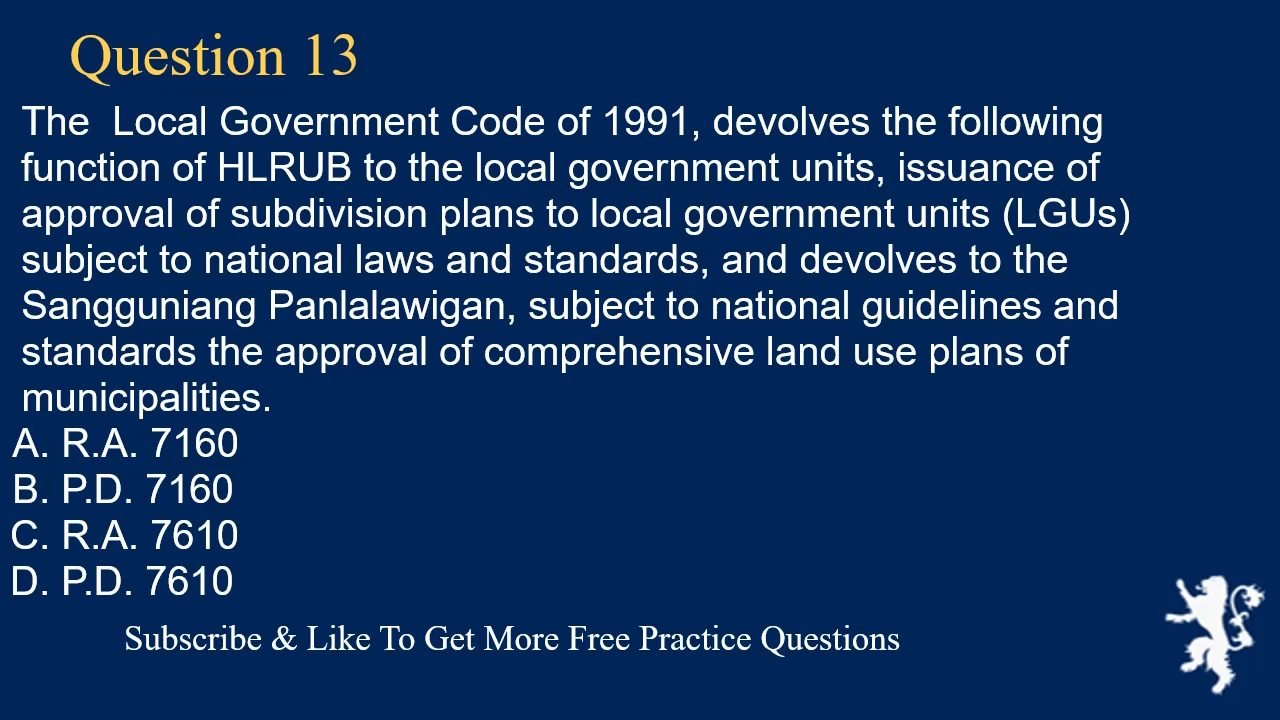 Question 13
The  Local Government Code of 1991, devolves the following
function of HLRUB to the local government units, issuance of
approval of subdivision plans to local government units (LGUs)
subject to national laws and standards, and devolves to the
Sangguniang Panlalawigan, subject to national guidelines and
standards the approval of comprehensive land use plans of
municipalities.
A. R.A. 7160
B. P.D. 7160
C. R.A. 7610
D. P.D. 7610
Subscribe & Like To Get More Free Practice Questions